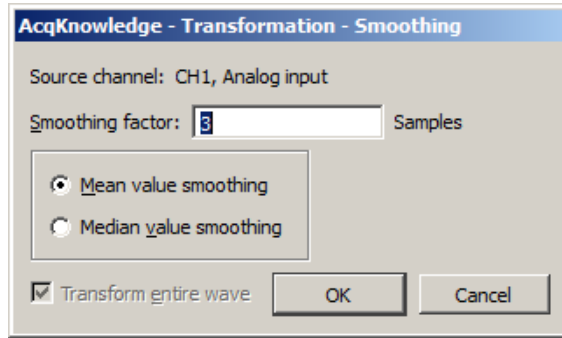 AcqKnowledge - Transformation - Smoothing
Source channel: CH1, Analog input
Smoothing factor: 3 Samples
Mean value smoothing
Median value smoothing
Transform entire wave OK Cancel